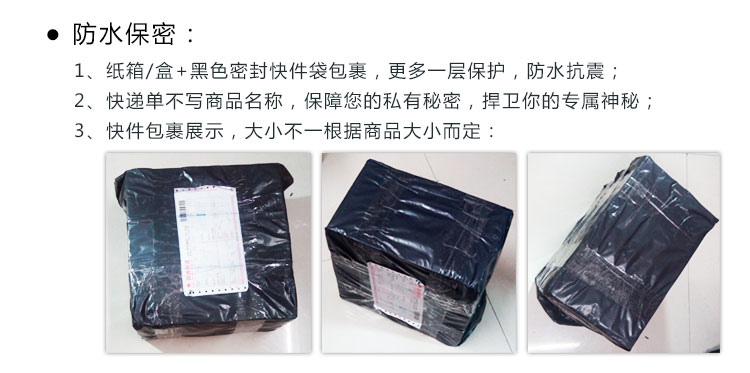 ● 防水保密：
1、纸箱/盒+黑色密封快件袋包裹，更多一层保护，防水抗震；
2、快递单不写商品名称，保障您的私有秘密，捍卫你的专属神秘；
3、快件包裹展示，大小不一根据商品大小而定：